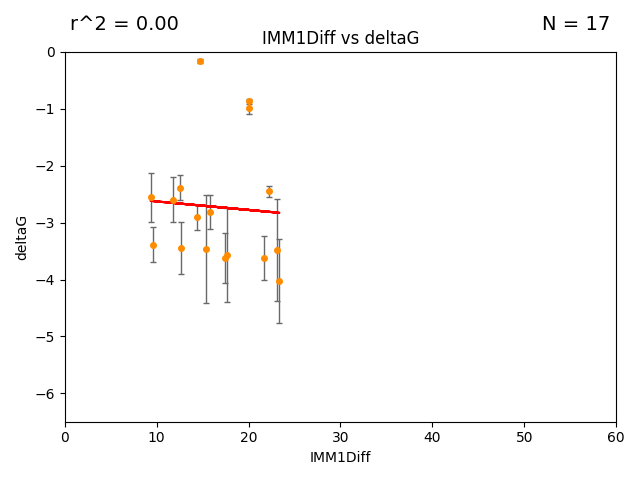 r^2 = 0.00
N = 17
IMM1Diff vs deltaG
0
−1
−2
−3
−4
−5
−6
deltaG
0 10 20 30 40 50 60
IMM1Diff